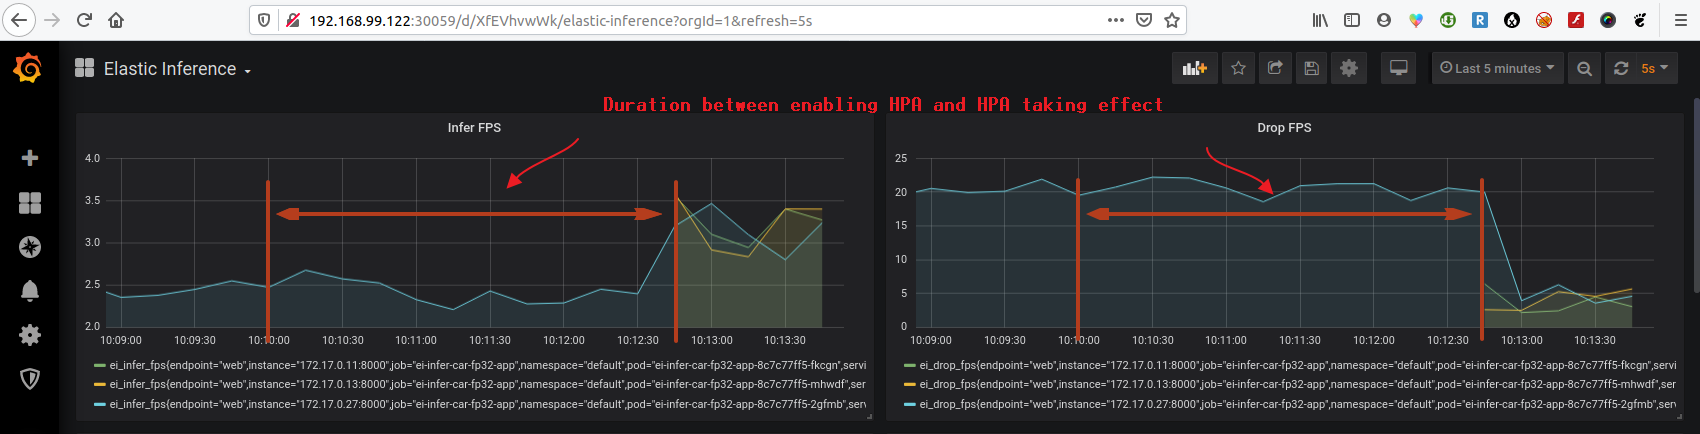 192.168.99.122:30059/d/XfEVhvwWk/elastic-inference?orgId=1&refresh=5s
Elastic Inference
Last 5 minutes
5s
Duration between enabling HPA and HPA taking effect
Infer FPS
4.0
3.5
3.0
2.5
2.0
10:09:00 10:09:30 10:10:00 10:10:30 10:11:00 10:11:30 10:12:00 10:12:30 10:13:00 10:13:30
ei_infer_fps{endpoint="web",instance="172.17.0.11:8000",job="ei-infer-car-fp32-app",namespace="default",pod="ei-infer-car-fp32-app-8c7c77ff5-fkcgn",servi
ei_infer_fps{endpoint="web",instance="172.17.0.13:8000",job="ei-infer-car-fp32-app",namespace="default",pod="ei-infer-car-fp32-app-8c7c77ff5-mhwdf",ser
ei_infer_fps{endpoint="web",instance="172.17.0.27:8000",job="ei-infer-car-fp32-app",namespace="default",pod="ei-infer-car-fp32-app-8c7c77ff5-2gfmb",serv
Drop FPS
25
20
15
10
5
0
10:09:00 10:09:30 10:10:00 10:10:30 10:11:00 10:11:30 10:12:00 10:12:30 10:13:00 10:13:30
ei_drop_fps{endpoint="web",instance="172.17.0.11:8000",job="ei-infer-car-fp32-app",namespace="default",pod="ei-infer-car-fp32-app-8c7c77ff5-fkcgn",serv
ei_drop_fps{endpoint="web",instance="172.17.0.13:8000",job="ei-infer-car-fp32-app",namespace="default",pod="ei-infer-car-fp32-app-8c7c77ff5-mhwdf",ser
ei_drop_fps{endpoint="web",instance="172.17.0.27:8000",job="ei-infer-car-fp32-app",namespace="default",pod="ei-infer-car-fp32-app-8c7c77ff5-2gfmb",ser